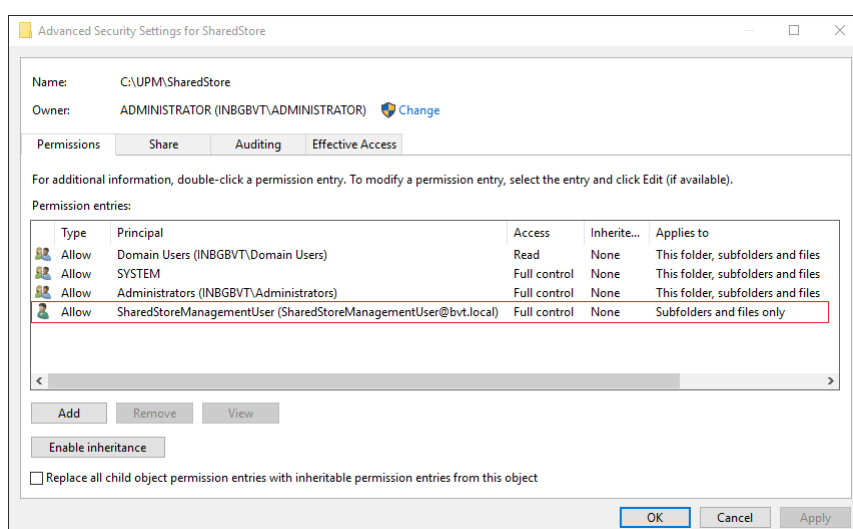 Advanced Security Settings for SharedStore
Name: C:\UPM\SharedStore
Owner: ADMINISTRATOR (INBGBVT\ADMINISTRATOR) Change
Permissions Share Auditing Effective Access
For additional information, double-click a permission entry. To modify a permission entry, select the entry and click Edit (if available).
Permission entries:
Type Principal Access Inherite... Applies to
Allow Domain Users (INBGBVT\Domain Users) Read None This folder, subfolders and files
Allow SYSTEM Full control None This folder, subfolders and files
Allow Administrators (INBGBVT\Administrators) Full control None This folder, subfolders and files
Allow SharedStoreManagementUser (SharedStoreManagementUser@bvt.local) Full control None Subfolders and files only
Add Remove View
Enable inheritance
Replace all child object permission entries with inheritable permission entries from this object
OK Cancel Apply